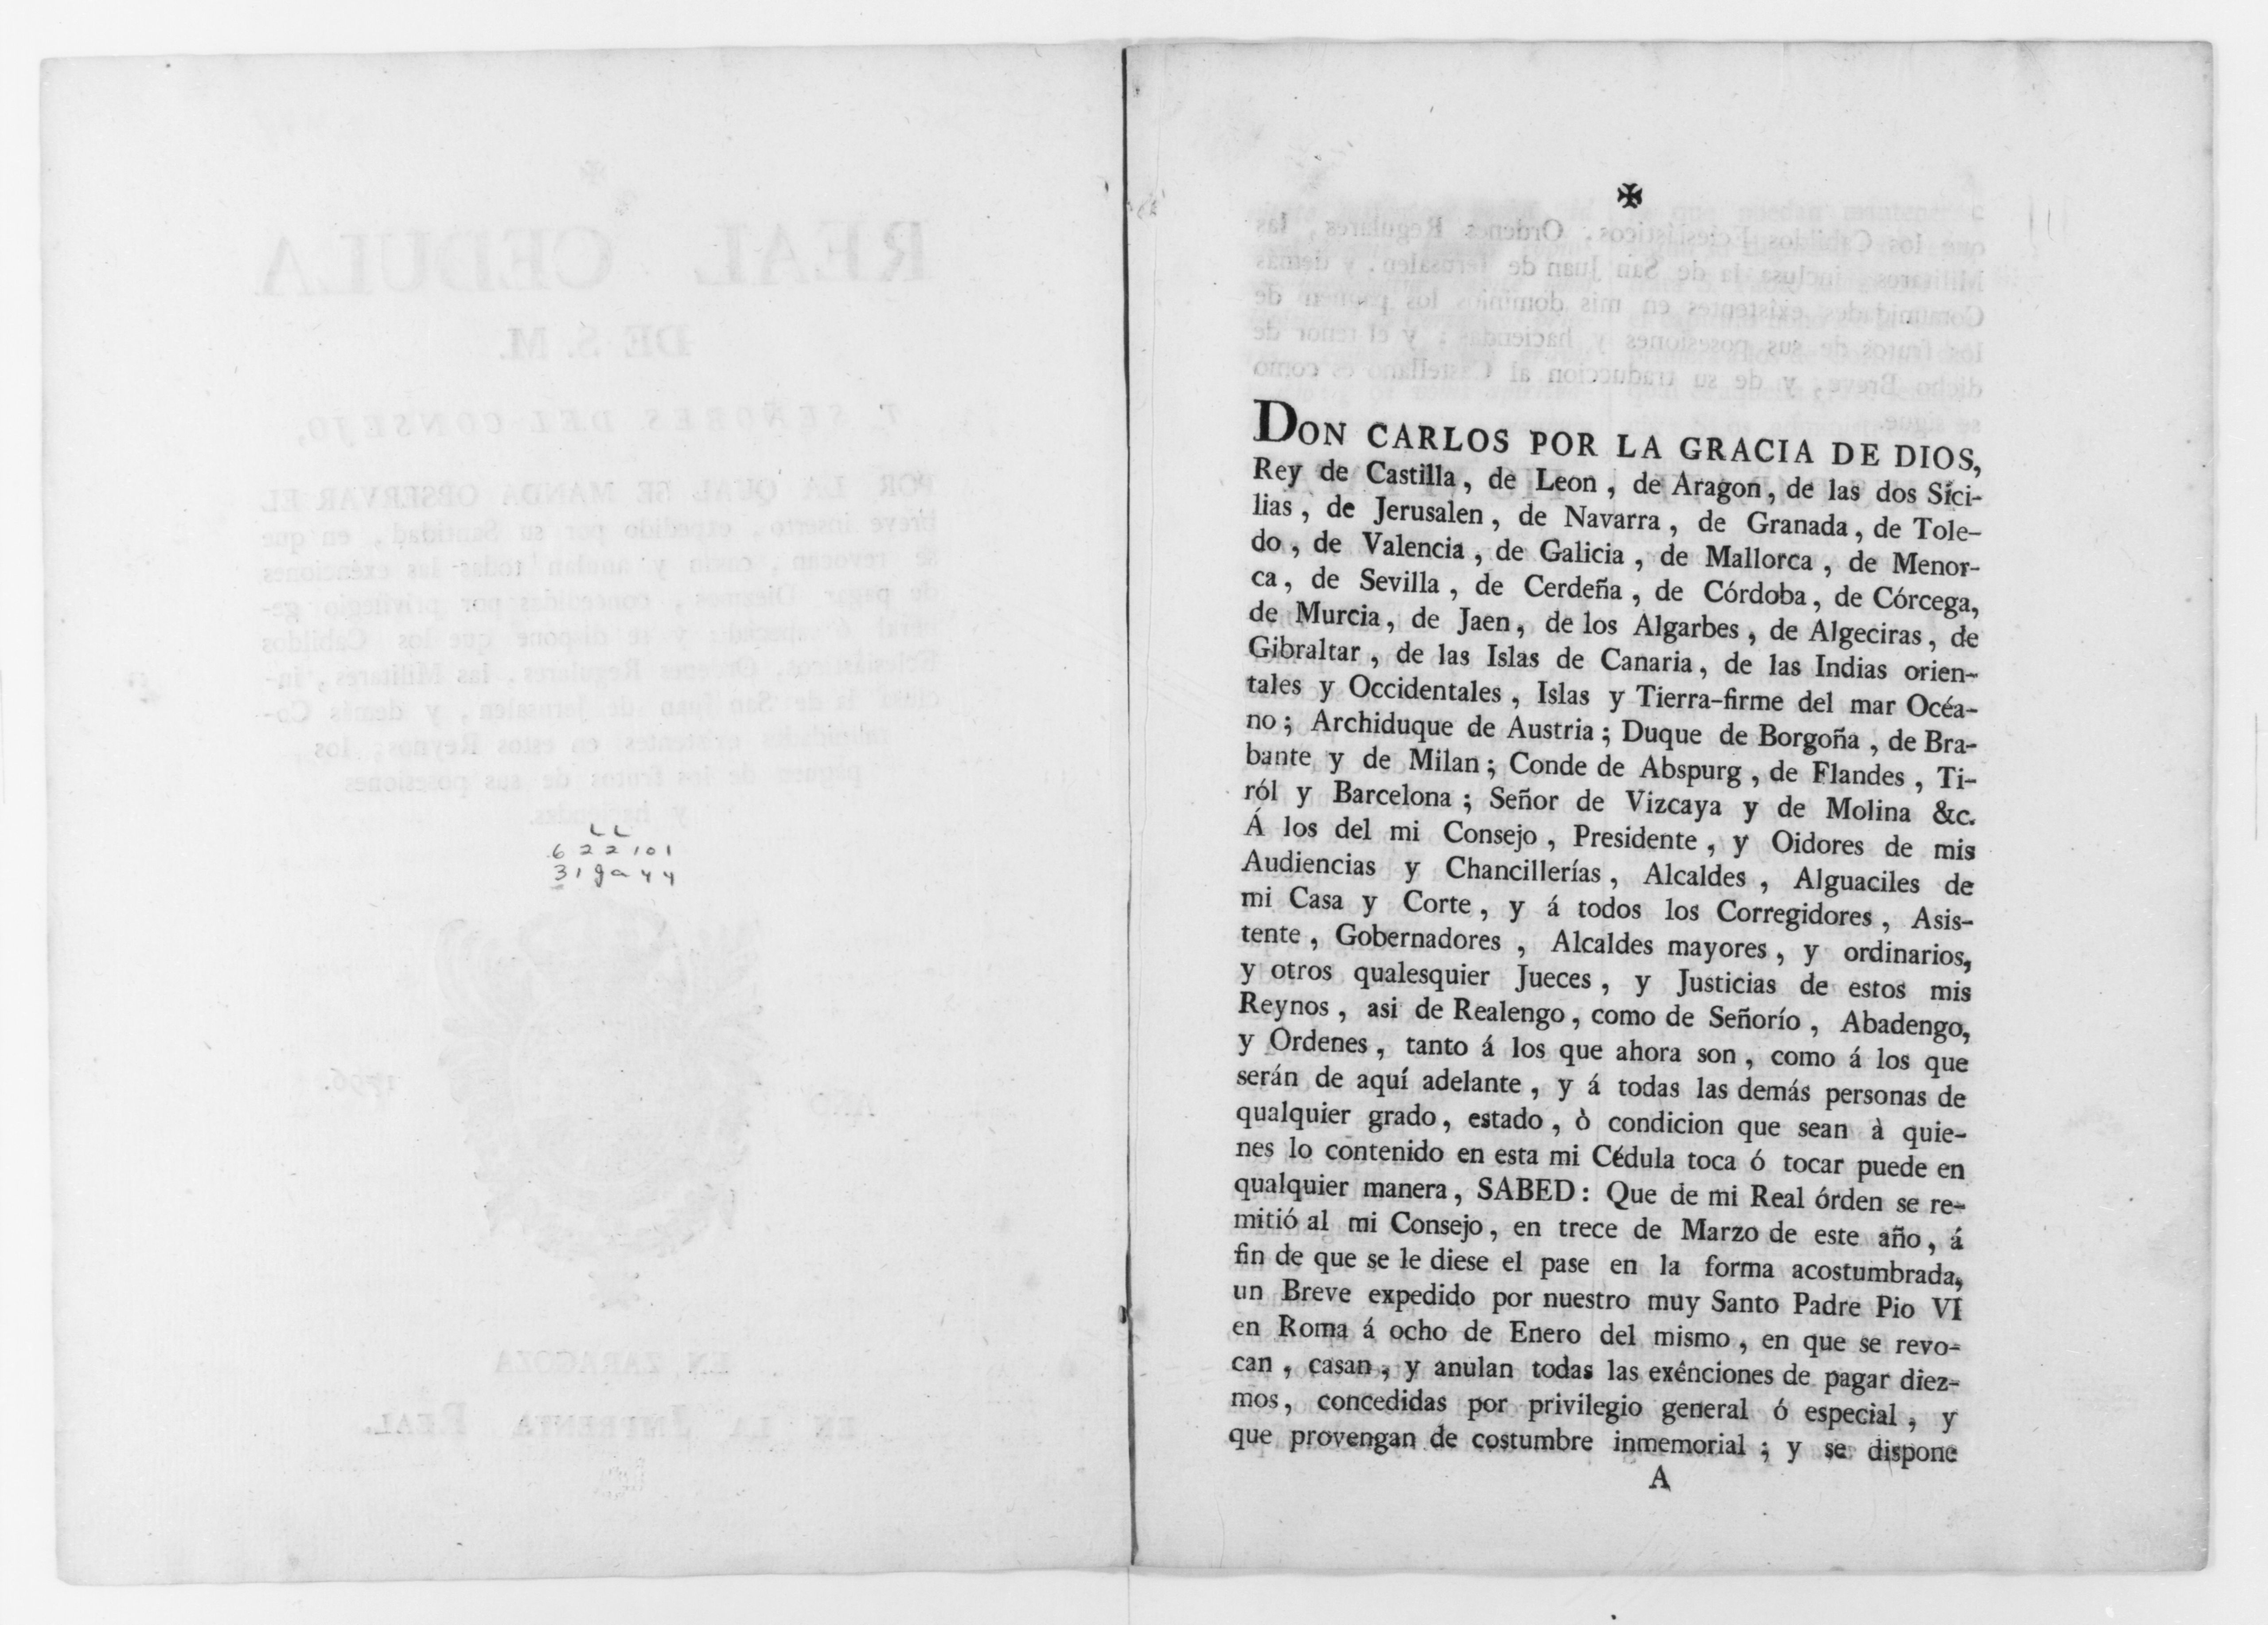 L L
622101
31gayy
✠
DON CARLOS POR LA GRACIA DE DIOS,
Rey de Castilla, de Leon, de Aragon, de las dos Síci-
lias, de Jerusalen, de Navarra, de Granada, de Tole-
do, de Valencia, de Galicia, de Mallorca, de Menor-
ca, de Sevilla, de Cerdeña, de Córdoba, de Córcega,
de Murcia, de Jaen, de los Algarbes, de Algeciras, de
Gibraltar, de las Islas de Canaria, de las Indias orien-
tales y Occidentales, Islas y Tierra-firme del mar Océa-
no; Archiduque de Austria; Duque de Borgoña, de Bra-
bante y de Milan; Conde de Abspurg, de Flandes, Ti-
ról y Barcelona; Señor de Vizcaya y de Molina &c.
Á los del mi Consejo, Presidente, y Oidores de mis
Audiencias y Chancillerías, Alcaldes, Alguaciles de
mi Casa y Corte, y á todos los Corregidores, Asis-
tente, Gobernadores, Alcaldes mayores, y ordinarios,
y otros qualesquier Jueces, y Justicias de estos mis
Reynos, asi de Realengo, como de Señorío, Abadengo,
y Ordenes, tanto á los que ahora son, como á los que
serán de aquí adelante, y á todas las demás personas de
qualquier grado, estado, ò condicion que sean à quie-
nes lo contenido en esta mi Cédula toca ó tocar puede en
qualquier manera, SABED: Que de mi Real órden se re-
mitió al mi Consejo, en trece de Marzo de este año, á
fin de que se le diese el pase en la forma acostumbrada,
un Breve expedido por nuestro muy Santo Padre Pio VI
en Roma á ocho de Enero del mismo, en que se revo-
can, casan, y anulan todas las exênciones de pagar diez-
mos, concedidas por privilegio general ó especial, y
que provengan de costumbre inmemorial; y se dispone
A